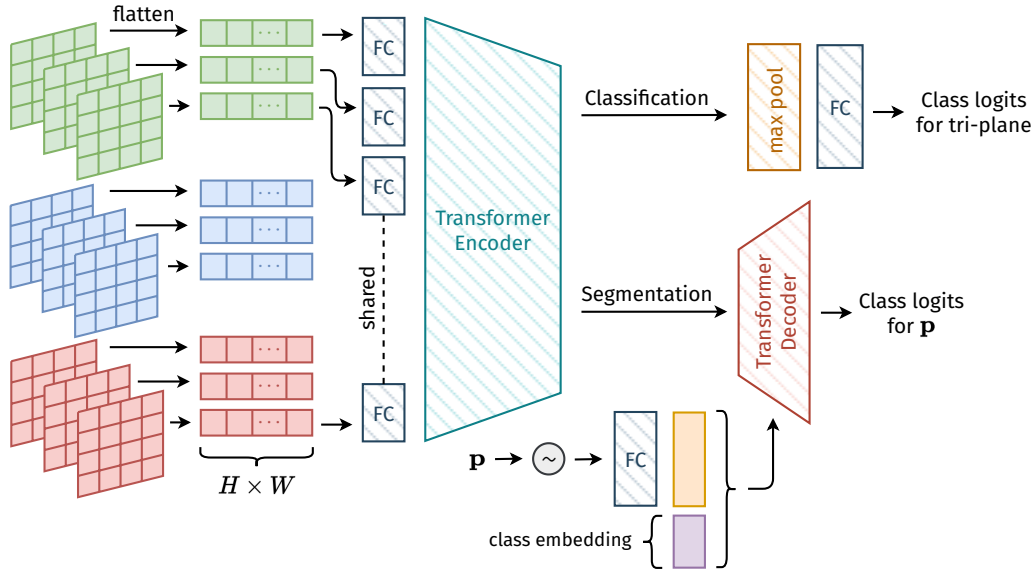 flatten
···
···
···
···
···
···
···
···
···
H × W
FC
FC
FC
shared
FC
Transformer
Encoder
Classification
max pool
FC
Class logits
for tri-plane
Segmentation
Transformer
Decoder
Class logits
for p
p
~
FC
class embedding